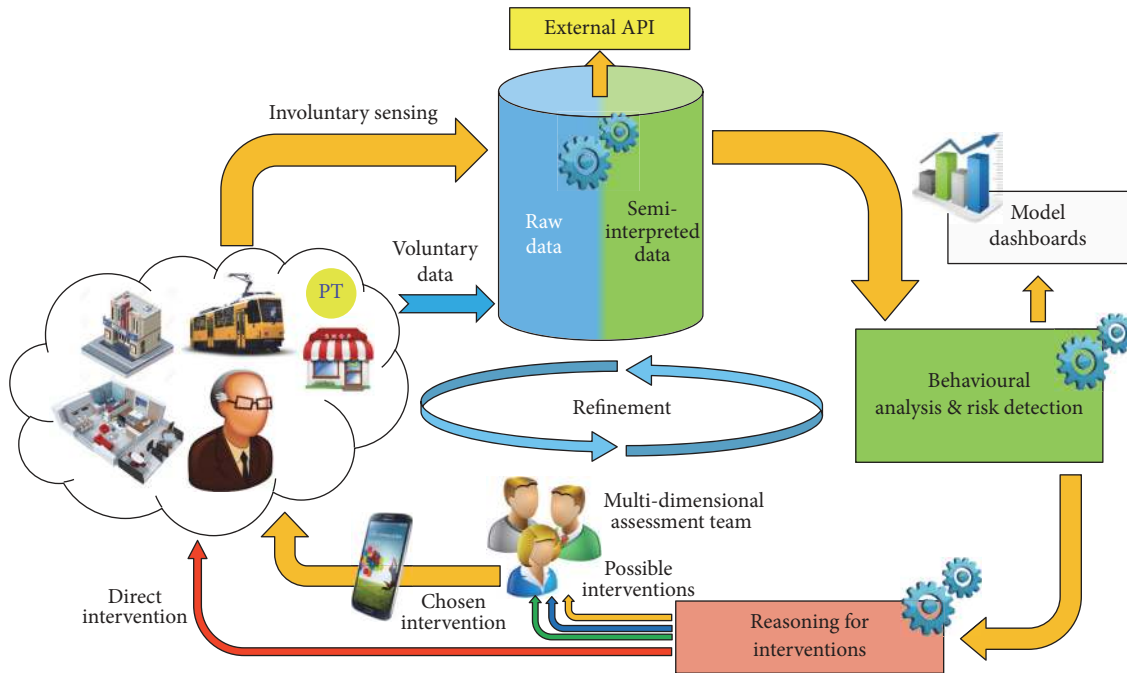 External API
Involuntary sensing
Raw
data
Semi-
interpreted
data
Model
dashboards
Voluntary
data
PT
SHOP
Behavioural
analysis & risk detection
Refinement
Multi-dimensional
assessment team
Possible
interventions
Chosen
intervention
Direct
intervention
Reasoning for
interventions